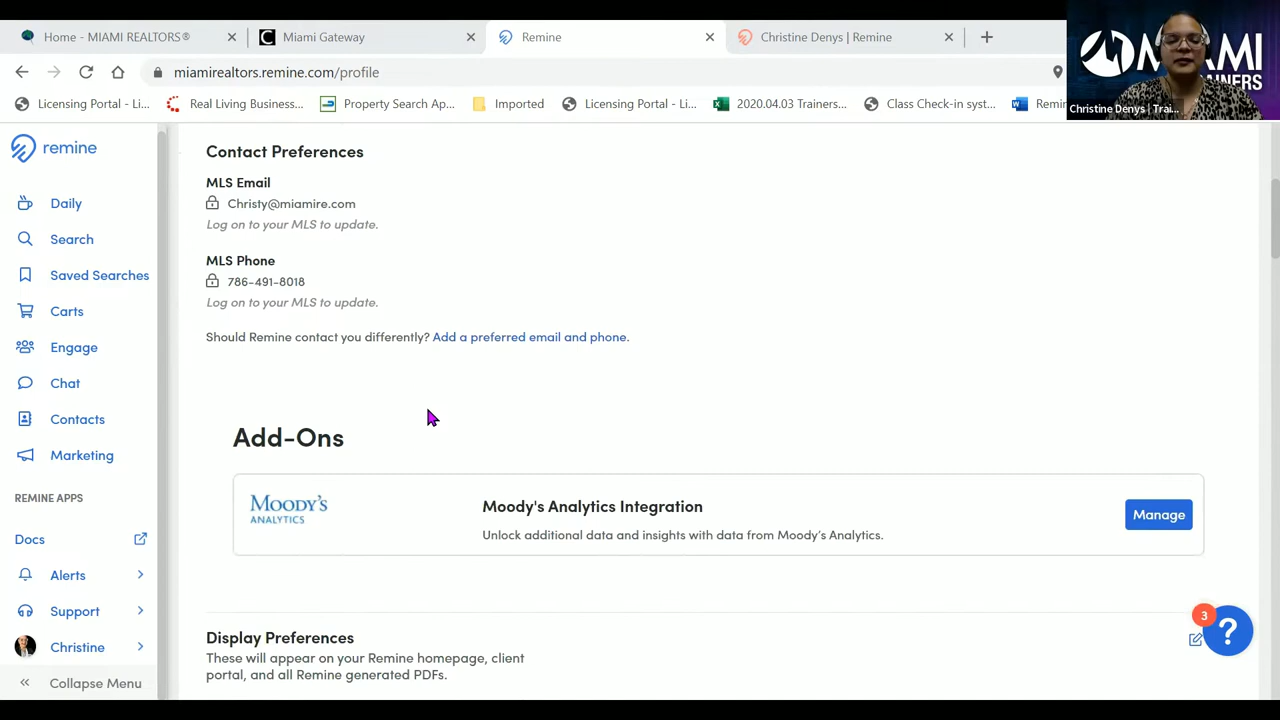 Home - MIAMI REALTORS®
Miami Gateway
Remine
Christine Denys | Remine
miamirealtors.remine.com/profile
Licensing Portal - Li...
Real Living Business...
Property Search Ap...
Imported
Licensing Portal - Li...
2020.04.03 Trainers...
Class Check-in syst...
Christine Denys | Trai...
remine
Daily
Search
Saved Searches
Carts
Engage
Chat
Contacts
Marketing
REMINE APPS
Docs
Alerts
Support
Christine
Collapse Menu
Contact Preferences
MLS Email
Christy@miamire.com
Log on to your MLS to update.
MLS Phone
786-491-8018
Log on to your MLS to update.
Should Remine contact you differently? Add a preferred email and phone.
Add-Ons
MOODY'S
ANALYTICS
Moody's Analytics Integration
Unlock additional data and insights with data from Moody's Analytics.
Manage
Display Preferences
These will appear on your Remine homepage, client
portal, and all Remine generated PDFs.
3
?